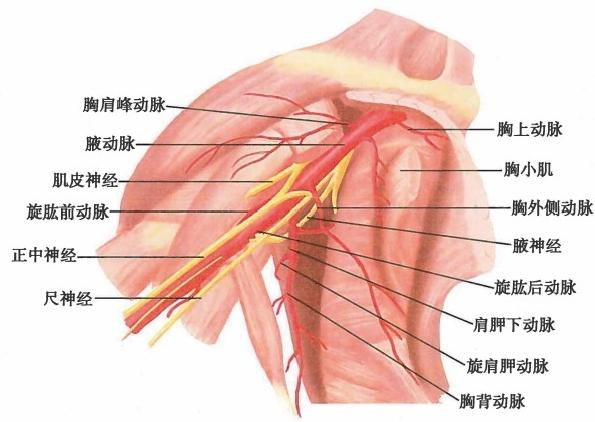 胸肩峰动脉
腋动脉
肌皮神经
旋肱前动脉
正中神经
尺神经
胸上动脉
胸小肌
胸外侧动脉
腋神经
旋肱后动脉
肩胛下动脉
旋肩胛动脉
胸背动脉